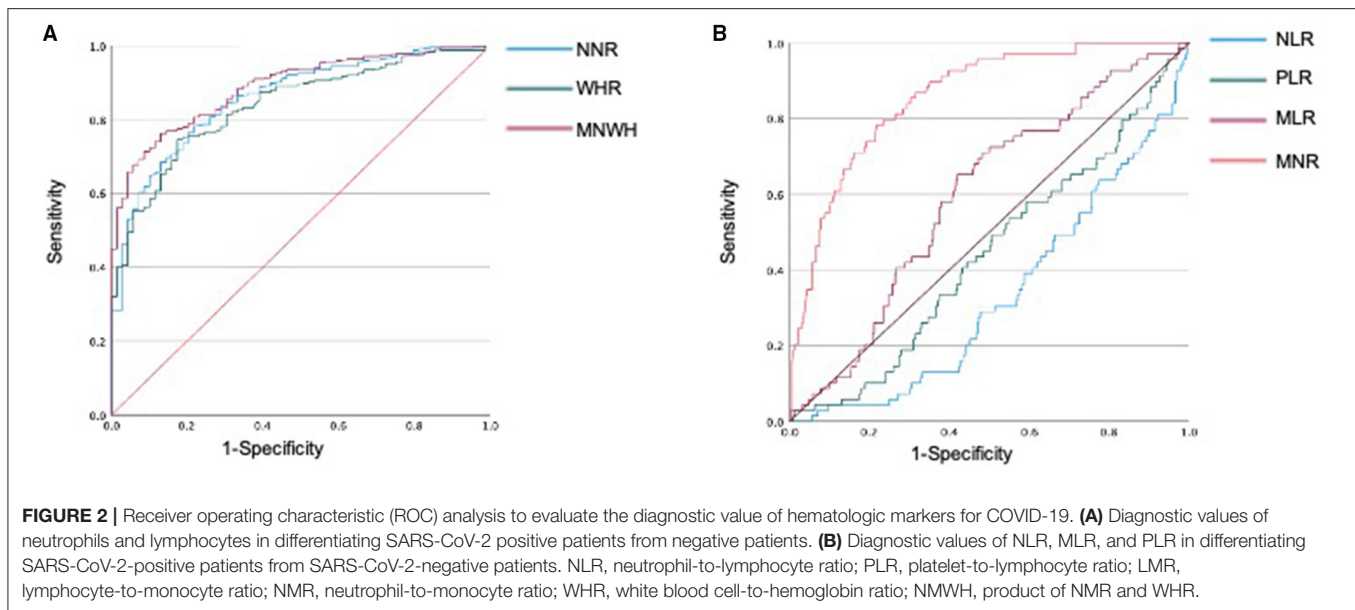 A
1.0
0.8
0.6
0.4
0.2
0.0
Sensitivity
0.0 0.2 0.4 0.6 0.8 1.0
1-Specificity
NNR
WHR
MNWH
B
1.0
0.8
0.6
0.4
0.2
0.0
Sensitivity
0.0 0.2 0.4 0.6 0.8 1.0
1-Specificity
NLR
PLR
MLR
MNR
FIGURE 2 | Receiver operating characteristic (ROC) analysis to evaluate the diagnostic value of hematologic markers for COVID-19. (A) Diagnostic values of
neutrophils and lymphocytes in differentiating SARS-CoV-2 positive patients from negative patients. (B) Diagnostic values of NLR, MLR, and PLR in differentiating
SARS-CoV-2-positive patients from SARS-CoV-2-negative patients. NLR, neutrophil-to-lymphocyte ratio; PLR, platelet-to-lymphocyte ratio; LMR,
lymphocyte-to-monocyte ratio; NMR, neutrophil-to-monocyte ratio; WHR, white blood cell-to-hemoglobin ratio; NMWH, product of NMR and WHR.